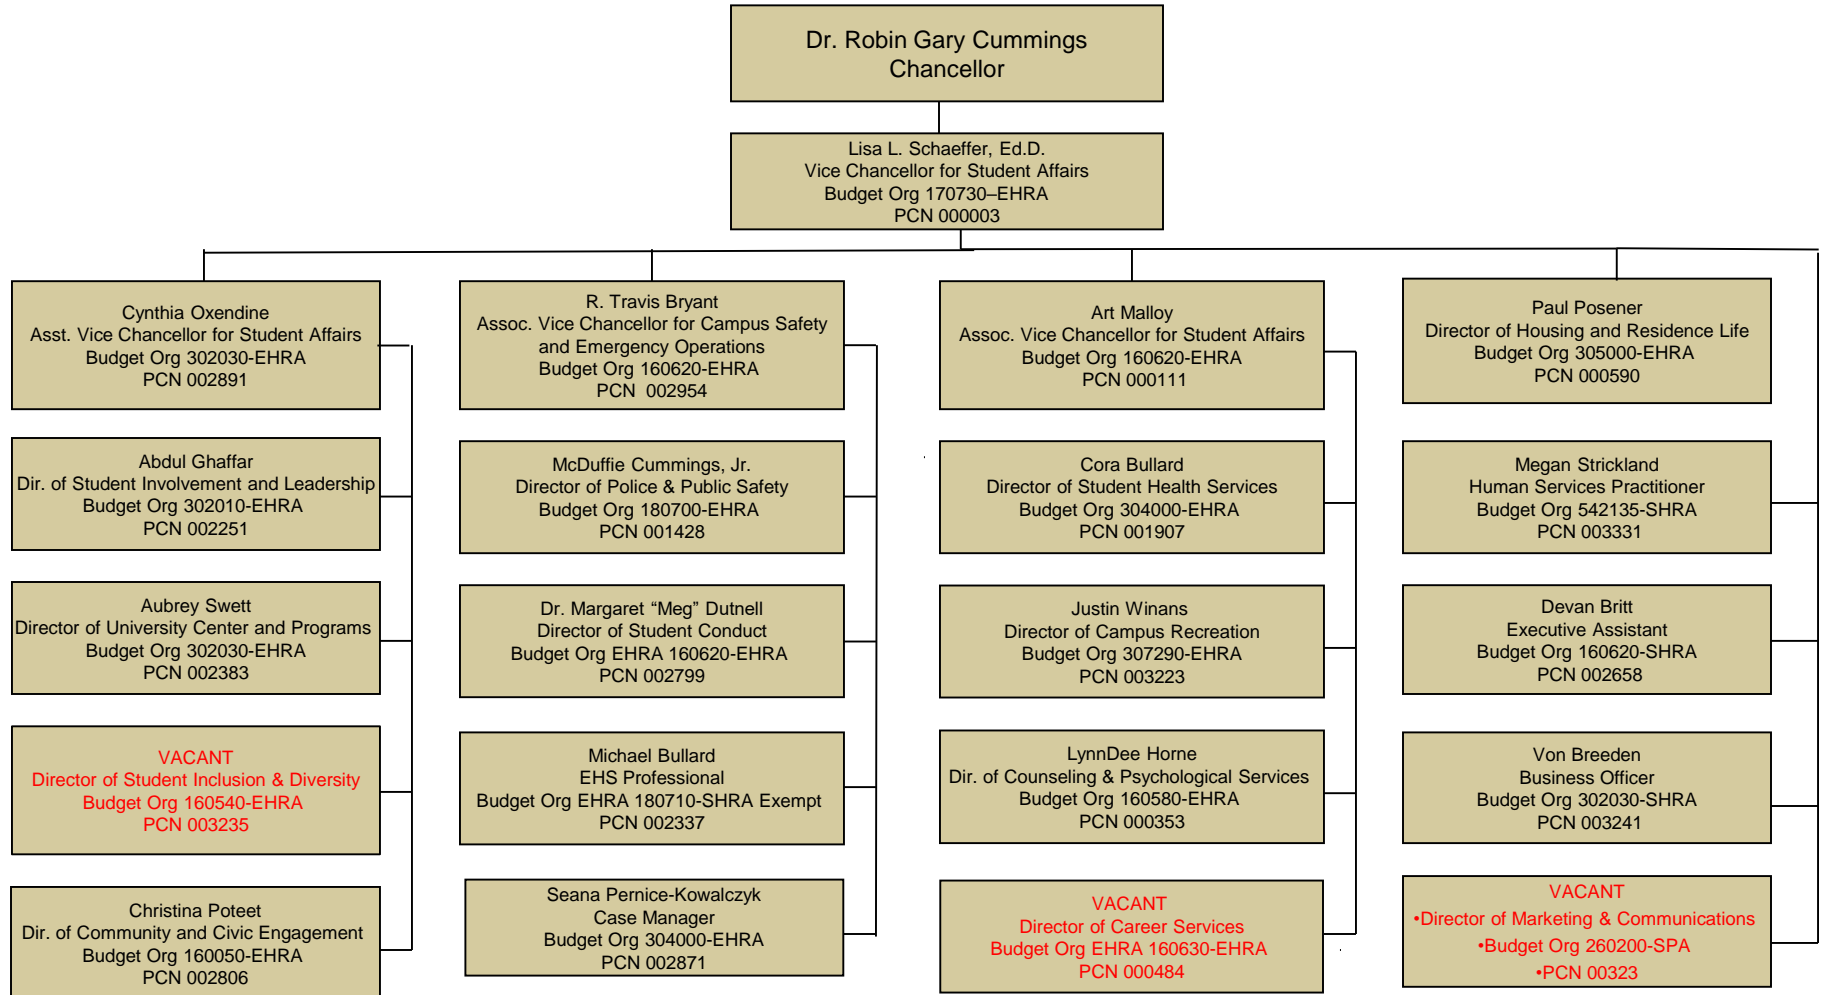 Dr. Robin Gary Cummings
Chancellor
Lisa L. Schaeffer, Ed.D.
Vice Chancellor for Student Affairs
Budget Org 170730–EHRA
PCN 000003
Cynthia Oxendine
Asst. Vice Chancellor for Student Affairs
Budget Org 302030-EHRA
PCN 002891
Abdul Ghaffar
Dir. of Student Involvement and Leadership
Budget Org 302010-EHRA
PCN 002251
Aubrey Swett
Director of University Center and Programs
Budget Org 302030-EHRA
PCN 002383
VACANT
Director of Student Inclusion & Diversity
Budget Org 160540-EHRA
PCN 003235
Christina Poteet
Dir. of Community and Civic Engagement
Budget Org 160050-EHRA
PCN 002806
R. Travis Bryant
Assoc. Vice Chancellor for Campus Safety
and Emergency Operations
Budget Org 160620-EHRA
PCN 002954
McDuffie Cummings, Jr.
Director of Police & Public Safety
Budget Org 180700-EHRA
PCN 001428
Dr. Margaret “Meg” Dutnell
Director of Student Conduct
Budget Org EHRA 160620-EHRA
PCN 002799
Michael Bullard
EHS Professional
Budget Org EHRA 180710-SHRA Exempt
PCN 002337
Seana Pernice-Kowalczyk
Case Manager
Budget Org 304000-EHRA
PCN 002871
Art Malloy
Assoc. Vice Chancellor for Student Affairs
Budget Org 160620-EHRA
PCN 000111
Cora Bullard
Director of Student Health Services
Budget Org 304000-EHRA
PCN 001907
Justin Winans
Director of Campus Recreation
Budget Org 307290-EHRA
PCN 003223
LynnDee Horne
Dir. of Counseling & Psychological Services
Budget Org 160580-EHRA
PCN 000353
VACANT
Director of Career Services
Budget Org EHRA 160630-EHRA
PCN 000484
Paul Posener
Director of Housing and Residence Life
Budget Org 305000-EHRA
PCN 000590
Megan Strickland
Human Services Practitioner
Budget Org 542135-SHRA
PCN 003331
Devan Britt
Executive Assistant
Budget Org 160620-SHRA
PCN 002658
Von Breeden
Business Officer
Budget Org 302030-SHRA
PCN 003241
VACANT
•Director of Marketing & Communications
•Budget Org 260200-SPA
•PCN 00323